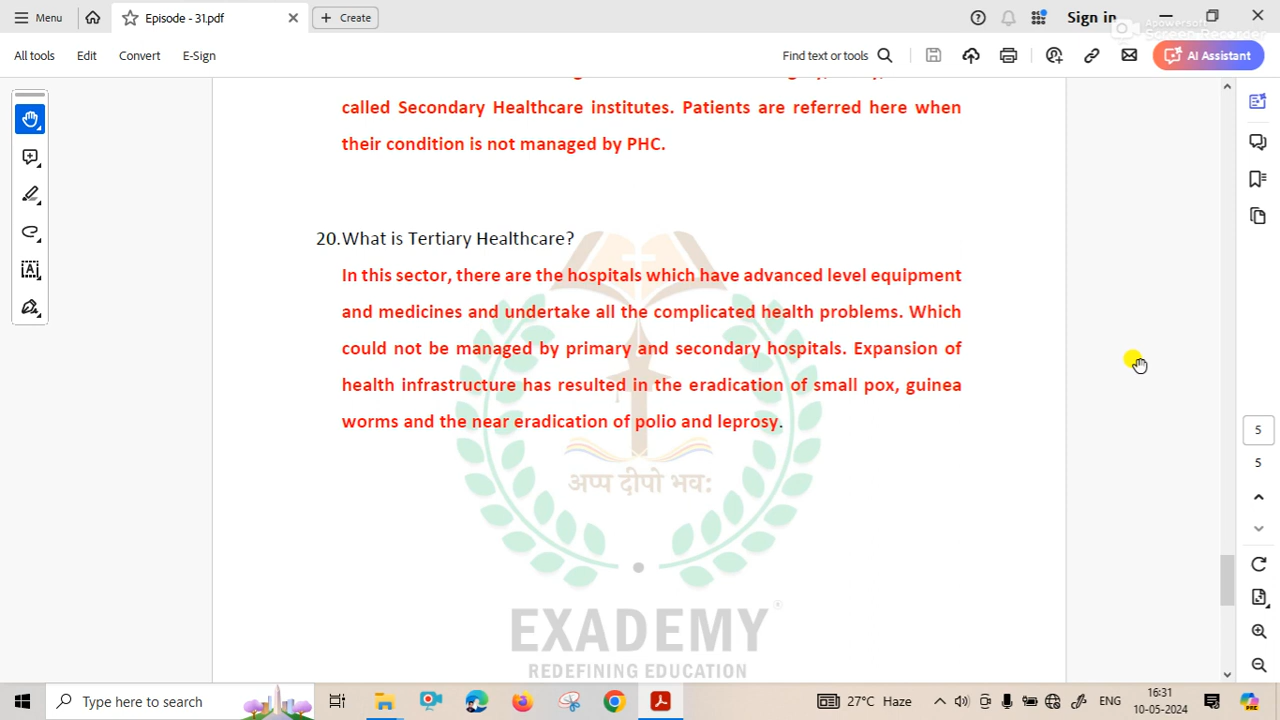 Menu
Episode - 31.pdf
Create
Sign in
Apowersoft
Screen Recorder
All tools
Edit
Convert
E-Sign
Find text or tools
AI Assistant
called Secondary Healthcare institutes. Patients are referred here when
their condition is not managed by PHC.
20.What is Tertiary Healthcare?
In this sector, there are the hospitals which have advanced level equipment
and medicines and undertake all the complicated health problems. Which
could not be managed by primary and secondary hospitals. Expansion of
health infrastructure has resulted in the eradication of small pox, guinea
worms and the near eradication of polio and leprosy.
अप्प दीपो भव:
EXADEMY
REDEFINING EDUCATION
5
5
Type here to search
27°C Haze
ENG
16:31
10-05-2024
PRE